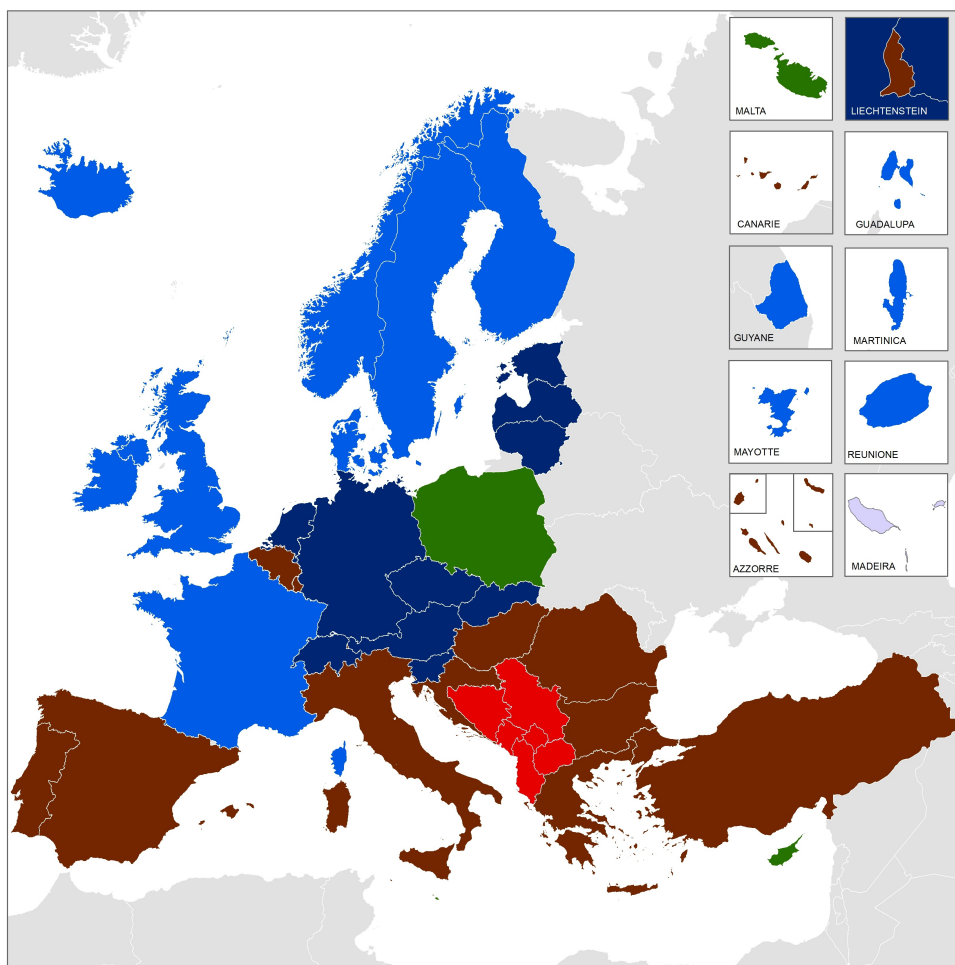 MALTA
LIECHTENSTEIN
CANARIE
GUADALUPA
GUYANE
MARTINICA
MAYOTTE
REUNIONE
AZZORRE
MADEIRA